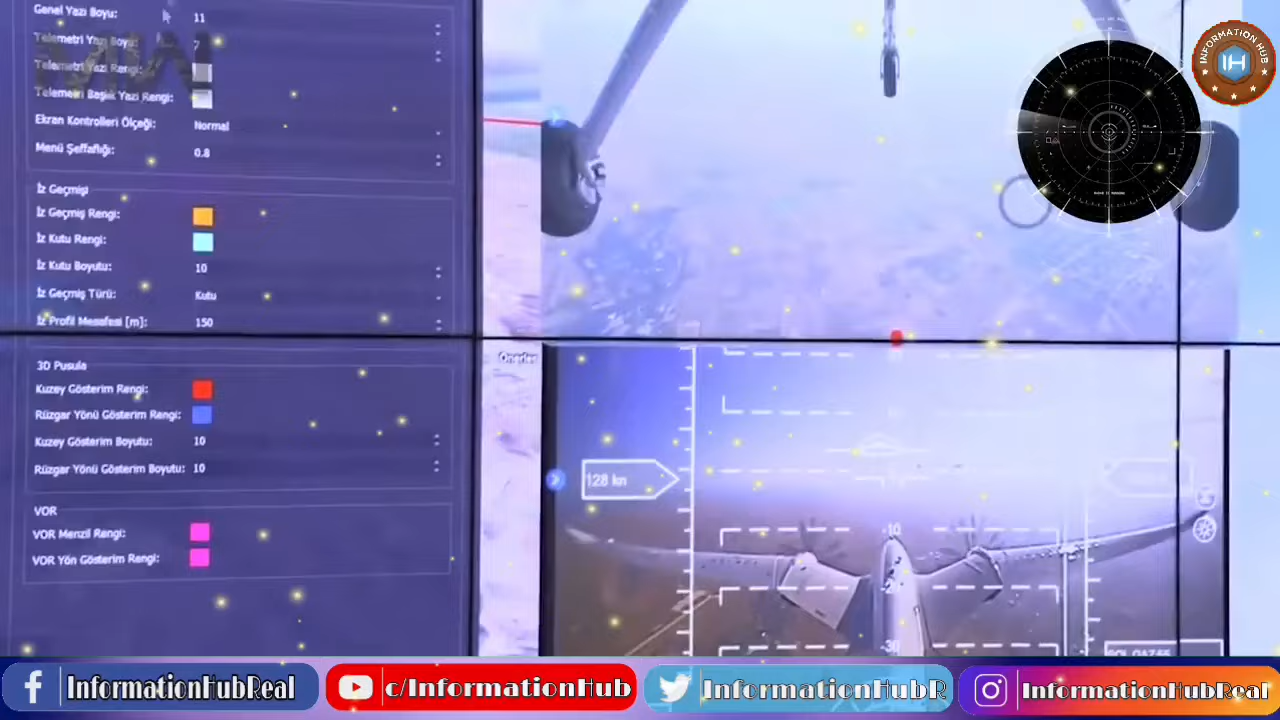 Genel Yazı Boyu: 11
Telemetri Yazı Boyu: 7
Telemetri Yazı Rengi:
Telemetri Başlık Yazı Rengi:
Ekran Kontrolleri Ölçeği: Normal
Menü Şeffaflığı: 0.8
İz Geçmişi
İz Geçmiş Rengi:
İz Kutu Rengi:
İz Kutu Boyutu: 10
İz Geçmiş Türü: Kutu
İz Profil Mesafesi [m]: 150
3D Pusula
Kuzey Gösterim Rengi:
Rüzgar Yönü Gösterim Rengi:
Kuzey Gösterim Boyutu: 10
Rüzgar Yönü Gösterim Boyutu: 10
VOR
VOR Menzil Rengi:
VOR Yön Gösterim Rengi:
128 kn
-10
-30
INFORMATION HUB
IH
InformationHubReal
c/InformationHub
InformationHubR
InformationHubReal